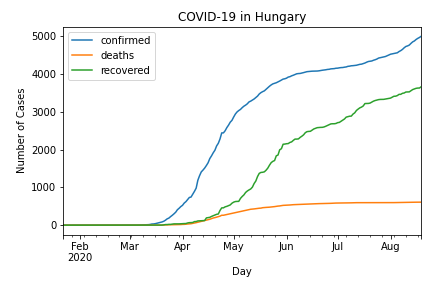 COVID-19 in Hungary
confirmed
deaths
recovered
Number of Cases
5000
4000
3000
2000
1000
0
Feb Mar Apr May Jun Jul Aug
2020
Day